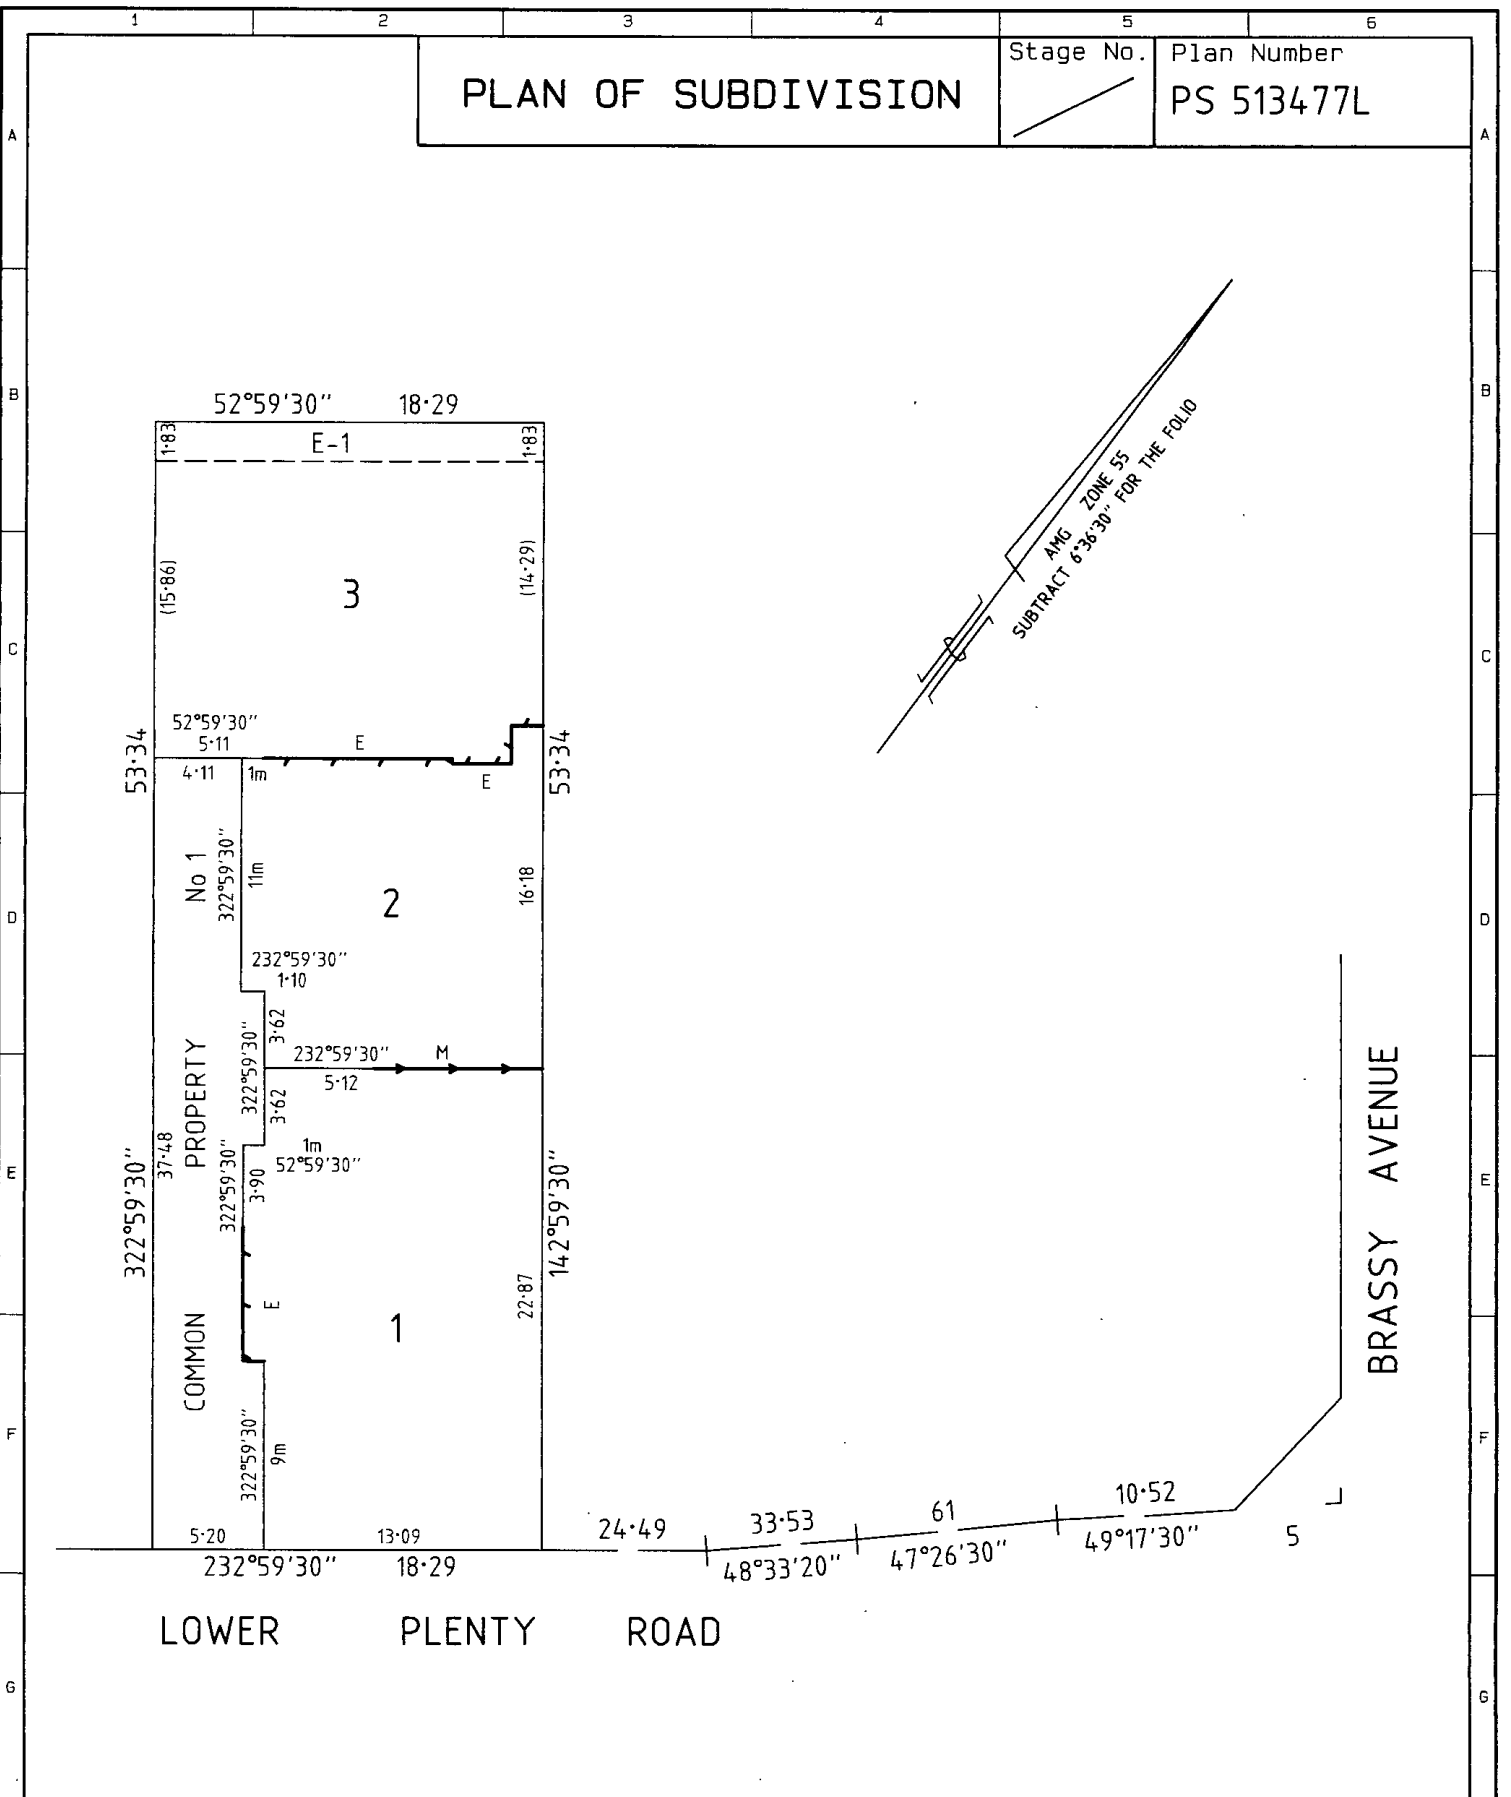 1 2 3 4 5 6
PLAN OF SUBDIVISION
Stage No.
Plan Number
PS 513477L
A A
B B
C C
D D
E E
F F
G G
52°59'30" 18·29
1·83
E-1
1·83
(15·86)
3
(14·29)
AMG ZONE 55
SUBTRACT 6°36'30" FOR THE FOLIO
52°59'30"
5·11
E
4·11
1m
E
53·34
53·34
No 1
322°59'30"
11m
2
16·18
232°59'30"
1·10
322°59'30"
3·62
232°59'30"
M
5·12
3·62
PROPERTY
1m
52°59'30"
322°59'30"
3·90
322°59'30"
37·48
142°59'30"
22·87
E
1
COMMON
322°59'30"
9m
5·20
13·09
232°59'30" 18·29
24·49
33·53
48°33'20"
61
47°26'30"
10·52
49°17'30"
5
BRASSY AVENUE
LOWER PLENTY ROAD